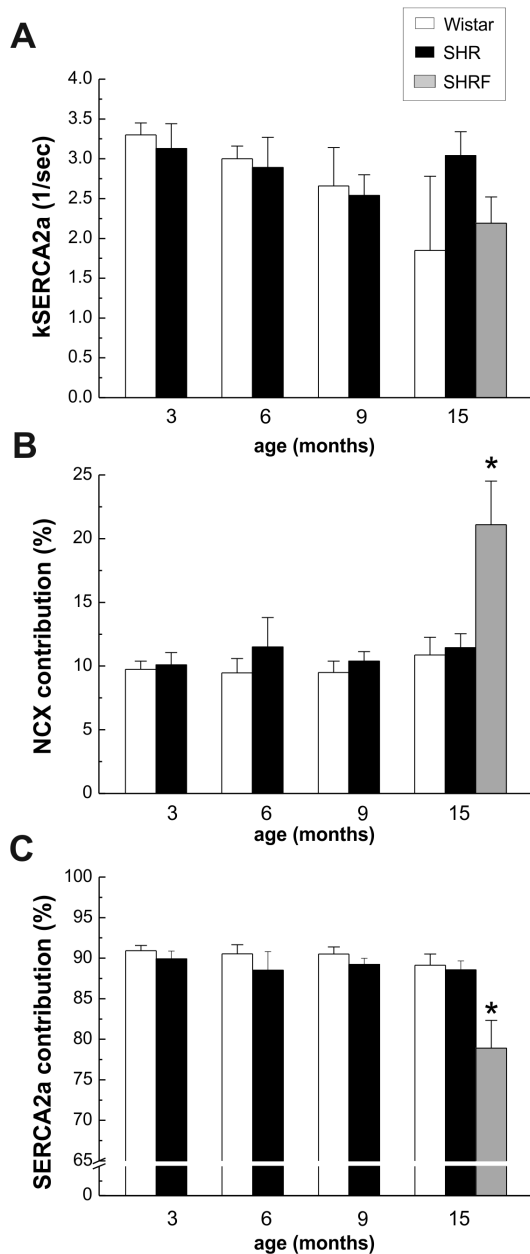 A
Wistar
SHR
SHRF
kSERCA2a (1/sec)
4.0
3.5
3.0
2.5
2.0
1.5
1.0
0.5
0.0
3 6 9 15
age (months)
B
NCX contribution (%)
25
20
15
10
5
0
*
3 6 9 15
age (months)
C
SERCA2a contribution (%)
100
95
90
85
80
75
70
65
0
*
3 6 9 15
age (months)